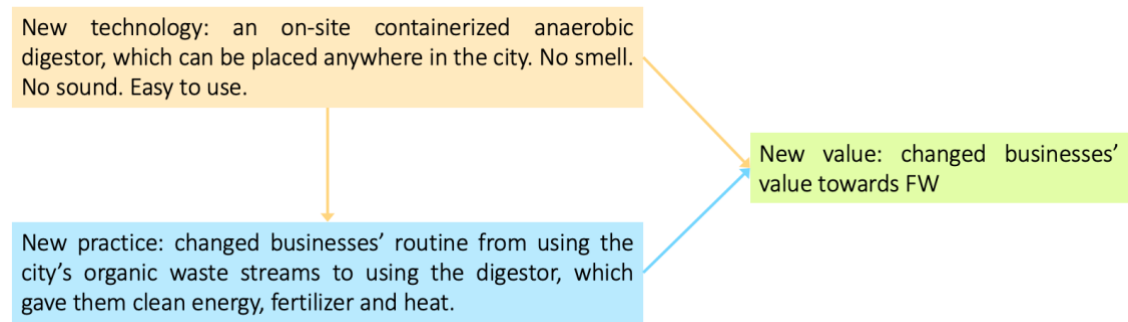 New technology: an on-site containerized anaerobic
digestor, which can be placed anywhere in the city. No smell.
No sound. Easy to use.
New value: changed businesses’
value towards FW
New practice: changed businesses’ routine from using the
city’s organic waste streams to using the digestor, which
gave them clean energy, fertilizer and heat.